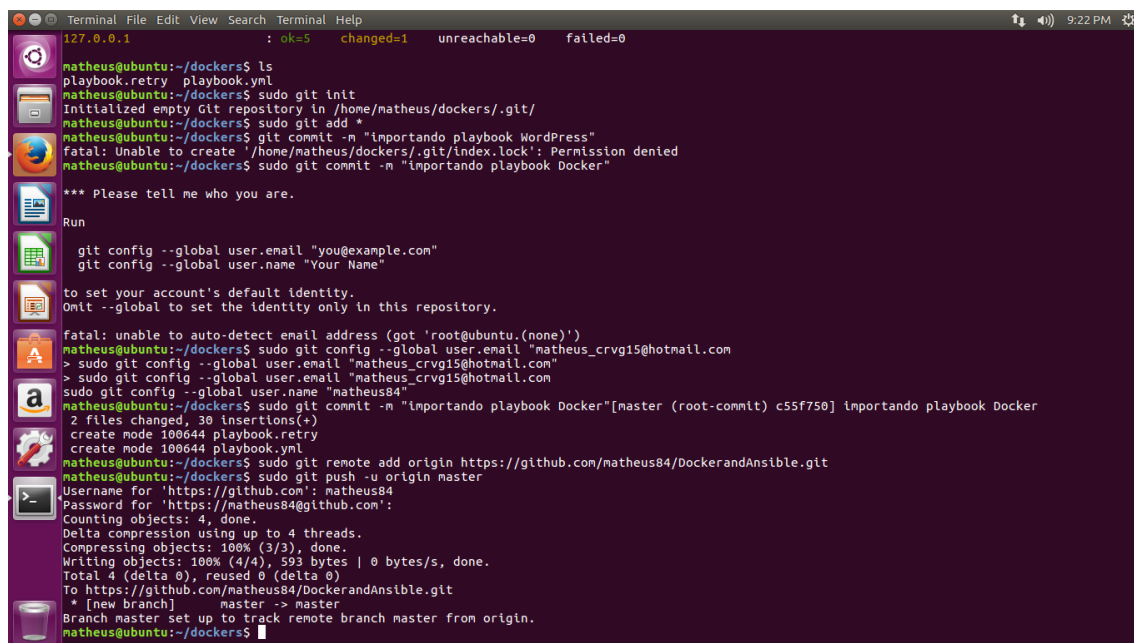 Terminal File Edit View Search Terminal Help 9:22 PM
127.0.0.1 : ok=5 changed=1 unreachable=0 failed=0
matheus@ubuntu:~/dockers$ ls
playbook.retry playbook.yml
matheus@ubuntu:~/dockers$ sudo git init
Initialized empty Git repository in /home/matheus/dockers/.git/
matheus@ubuntu:~/dockers$ sudo git add *
matheus@ubuntu:~/dockers$ git commit -m "importando playbook WordPress"
fatal: Unable to create '/home/matheus/dockers/.git/index.lock': Permission denied
matheus@ubuntu:~/dockers$ sudo git commit -m "importando playbook Docker"
*** Please tell me who you are.
Run
git config --global user.email "you@example.com"
git config --global user.name "Your Name"
to set your account's default identity.
Omit --global to set the identity only in this repository.
fatal: unable to auto-detect email address (got 'root@ubuntu.(none)')
matheus@ubuntu:~/dockers$ sudo git config --global user.email "matheus_crvg15@hotmail.com
> sudo git config --global user.email "matheus_crvg15@hotmail.com"
> sudo git config --global user.email "matheus_crvg15@hotmail.com
sudo git config --global user.name "matheus84"
matheus@ubuntu:~/dockers$ sudo git commit -m "importando playbook Docker"[master (root-commit) c55f750] importando playbook Docker
2 files changed, 30 insertions(+)
create mode 100644 playbook.retry
create mode 100644 playbook.yml
matheus@ubuntu:~/dockers$ sudo git remote add origin https://github.com/matheus84/DockerandAnsible.git
matheus@ubuntu:~/dockers$ sudo git push -u origin master
Username for 'https://github.com': matheus84
Password for 'https://matheus84@github.com':
Counting objects: 4, done.
Delta compression using up to 4 threads.
Compressing objects: 100% (3/3), done.
Writing objects: 100% (4/4), 593 bytes | 0 bytes/s, done.
Total 4 (delta 0), reused 0 (delta 0)
To https://github.com/matheus84/DockerandAnsible.git
* [new branch] master -> master
Branch master set up to track remote branch master from origin.
matheus@ubuntu:~/dockers$